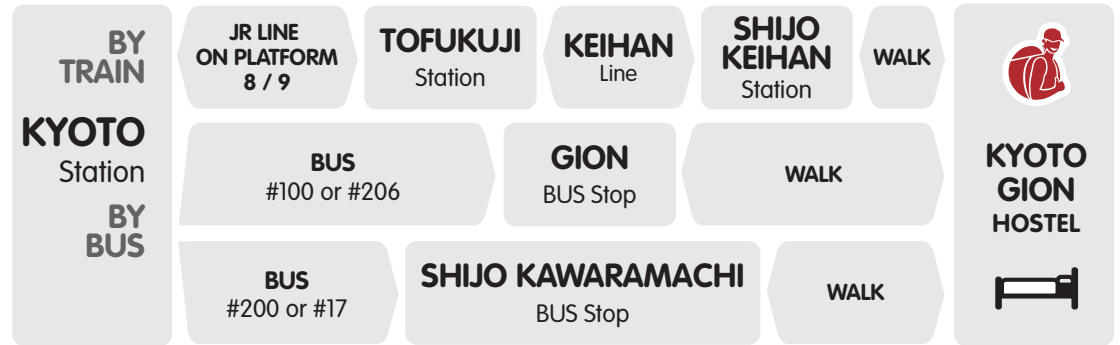 BY
TRAIN
KYOTO
Station
BY
BUS
JR LINE
ON PLATFORM
8 / 9
TOFUKUJI
Station
KEIHAN
Line
SHIJO
KEIHAN
Station
WALK
BUS
#100 or #206
GION
BUS Stop
WALK
BUS
#200 or #17
SHIJO KAWARAMACHI
BUS Stop
WALK
KYOTO
GION
HOSTEL